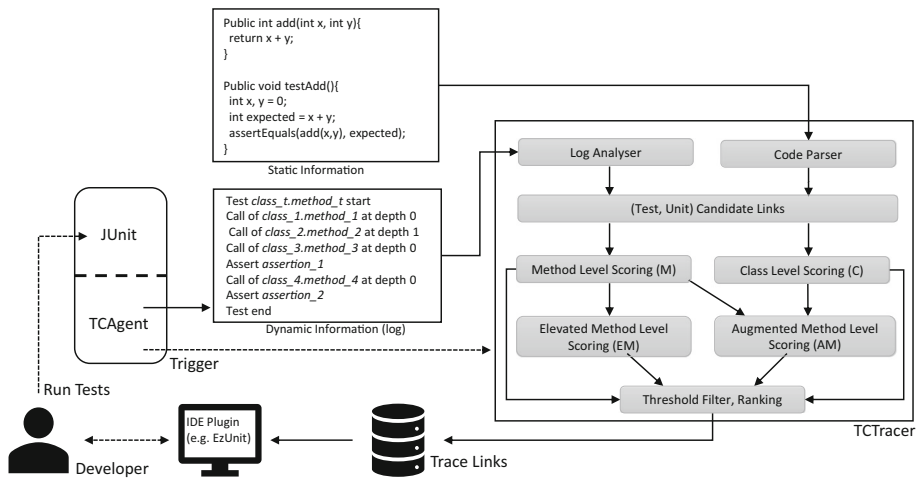 Public int add(int x, int y){
return x + y;
}
Public void testAdd(){
int x, y = 0;
int expected = x + y;
assertEquals(add(x,y), expected);
}
Static Information
Test class_t.method_t start
Call of class_1.method_1 at depth 0
Call of class_2.method_2 at depth 1
Call of class_3.method_3 at depth 0
Assert assertion_1
Call of class_4.method_4 at depth 0
Assert assertion_2
Test end
Dynamic Information (log)
JUnit
TCAgent
Trigger
Run Tests
Developer
IDE Plugin
(e.g. EzUnit)
Trace Links
Log Analyser
Code Parser
(Test, Unit) Candidate Links
Method Level Scoring (M)
Class Level Scoring (C)
Elevated Method Level
Scoring (EM)
Augmented Method Level
Scoring (AM)
Threshold Filter, Ranking
TCTracer